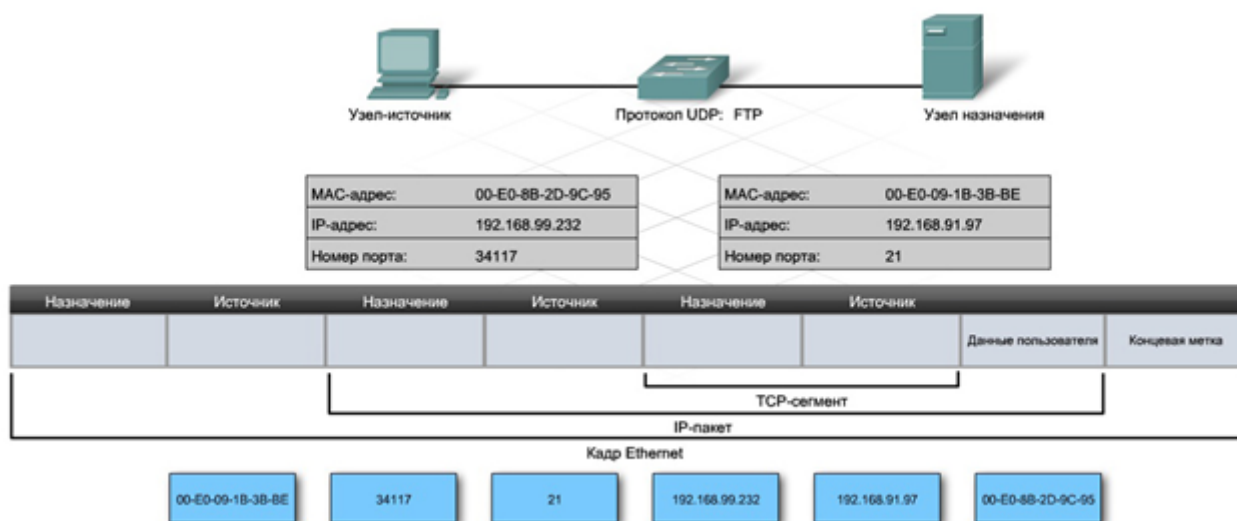 Узел-источник
Протокол UDP: FTP
Узел назначения
MAC-адрес: 00-E0-8B-2D-9C-95
IP-адрес: 192.168.99.232
Номер порта: 34117
MAC-адрес: 00-E0-09-1B-3B-BE
IP-адрес: 192.168.91.97
Номер порта: 21
Назначение Источник Назначение Источник Назначение Источник
Данные пользователя Концевая метка
TCP-сегмент
IP-пакет
Кадр Ethernet
00-E0-09-1B-3B-BE 34117 21 192.168.99.232 192.168.91.97 00-E0-8B-2D-9C-95